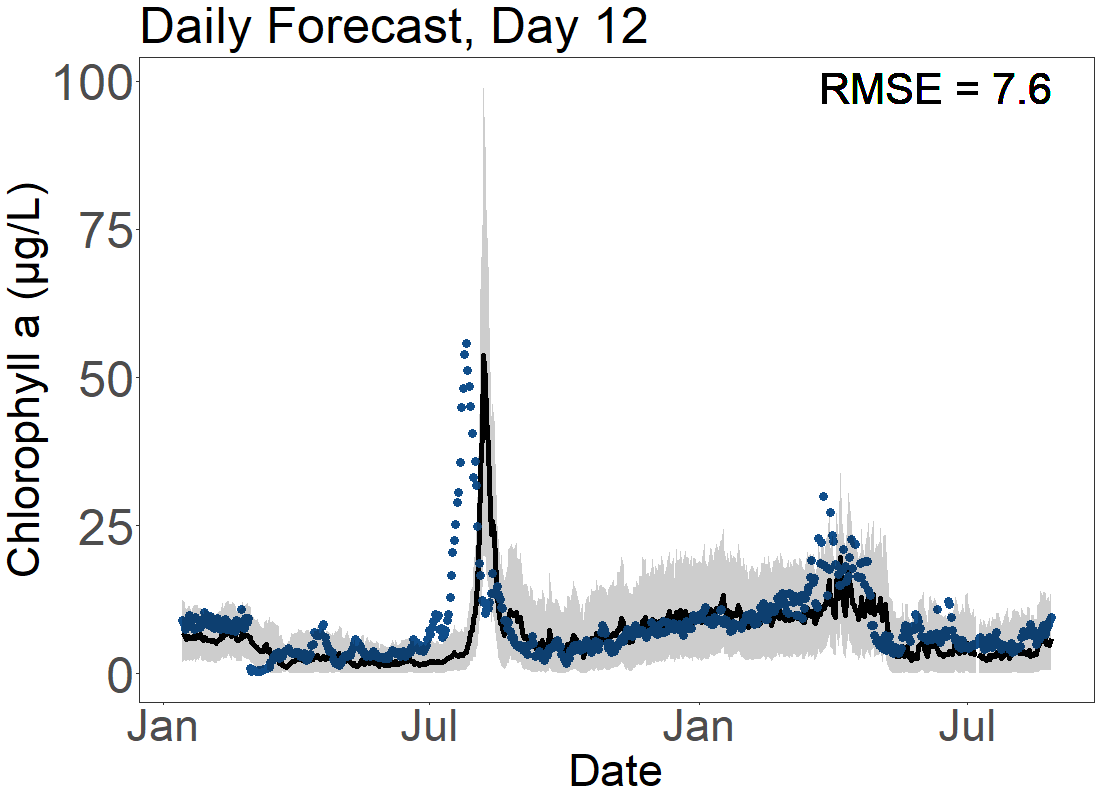 Daily Forecast, Day 12
RMSE = 7.6
100
75
50
25
0
Chlorophyll a (μg/L)
Jan
Jul
Jan
Jul
Date